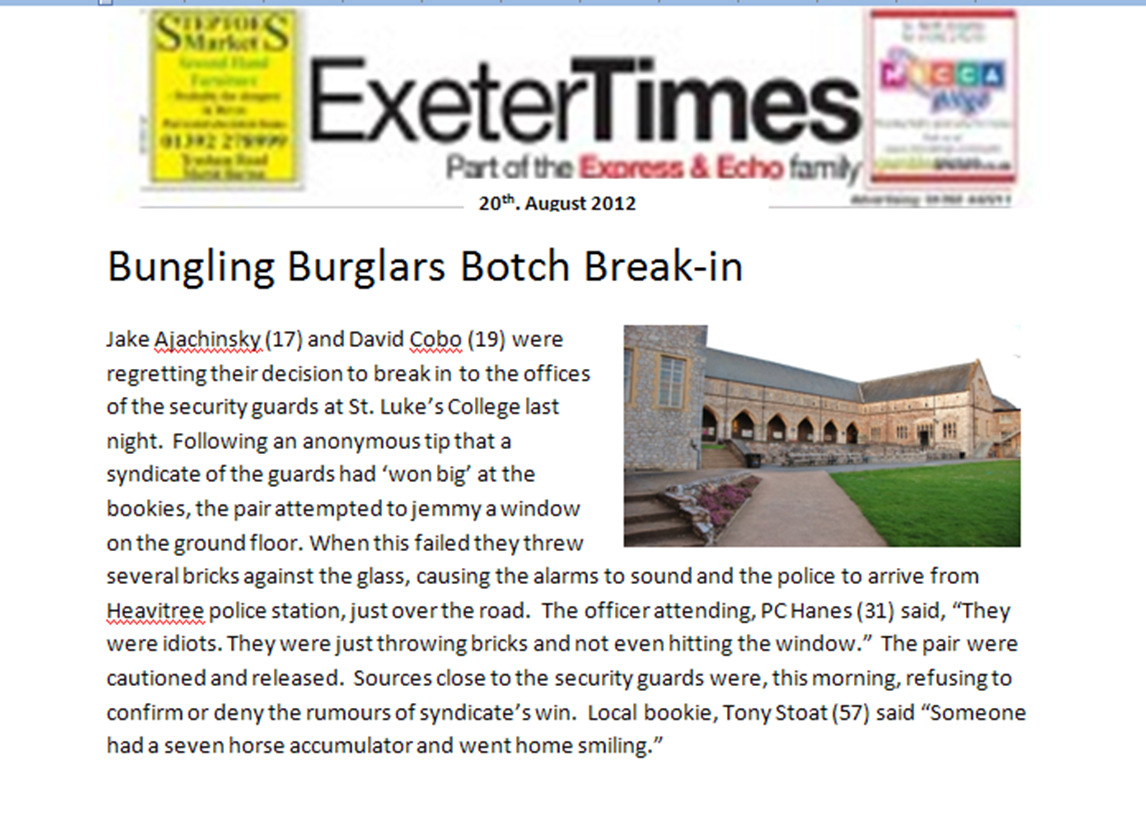 STEPTOES
Market
Second Hand
Furniture
01392 278999
ExeterTimes
Part of the Express & Echo family
MECCA
20th. August 2012
Bungling Burglars Botch Break-in
Jake Ajachinsky (17) and David Cobo (19) were
regretting their decision to break in to the offices
of the security guards at St. Luke’s College last
night. Following an anonymous tip that a
syndicate of the guards had ‘won big’ at the
bookies, the pair attempted to jemmy a window
on the ground floor. When this failed they threw
several bricks against the glass, causing the alarms to sound and the police to arrive from
Heavitree police station, just over the road. The officer attending, PC Hanes (31) said, “They
were idiots. They were just throwing bricks and not even hitting the window.” The pair were
cautioned and released. Sources close to the security guards were, this morning, refusing to
confirm or deny the rumours of syndicate’s win. Local bookie, Tony Stoat (57) said “Someone
had a seven horse accumulator and went home smiling.”